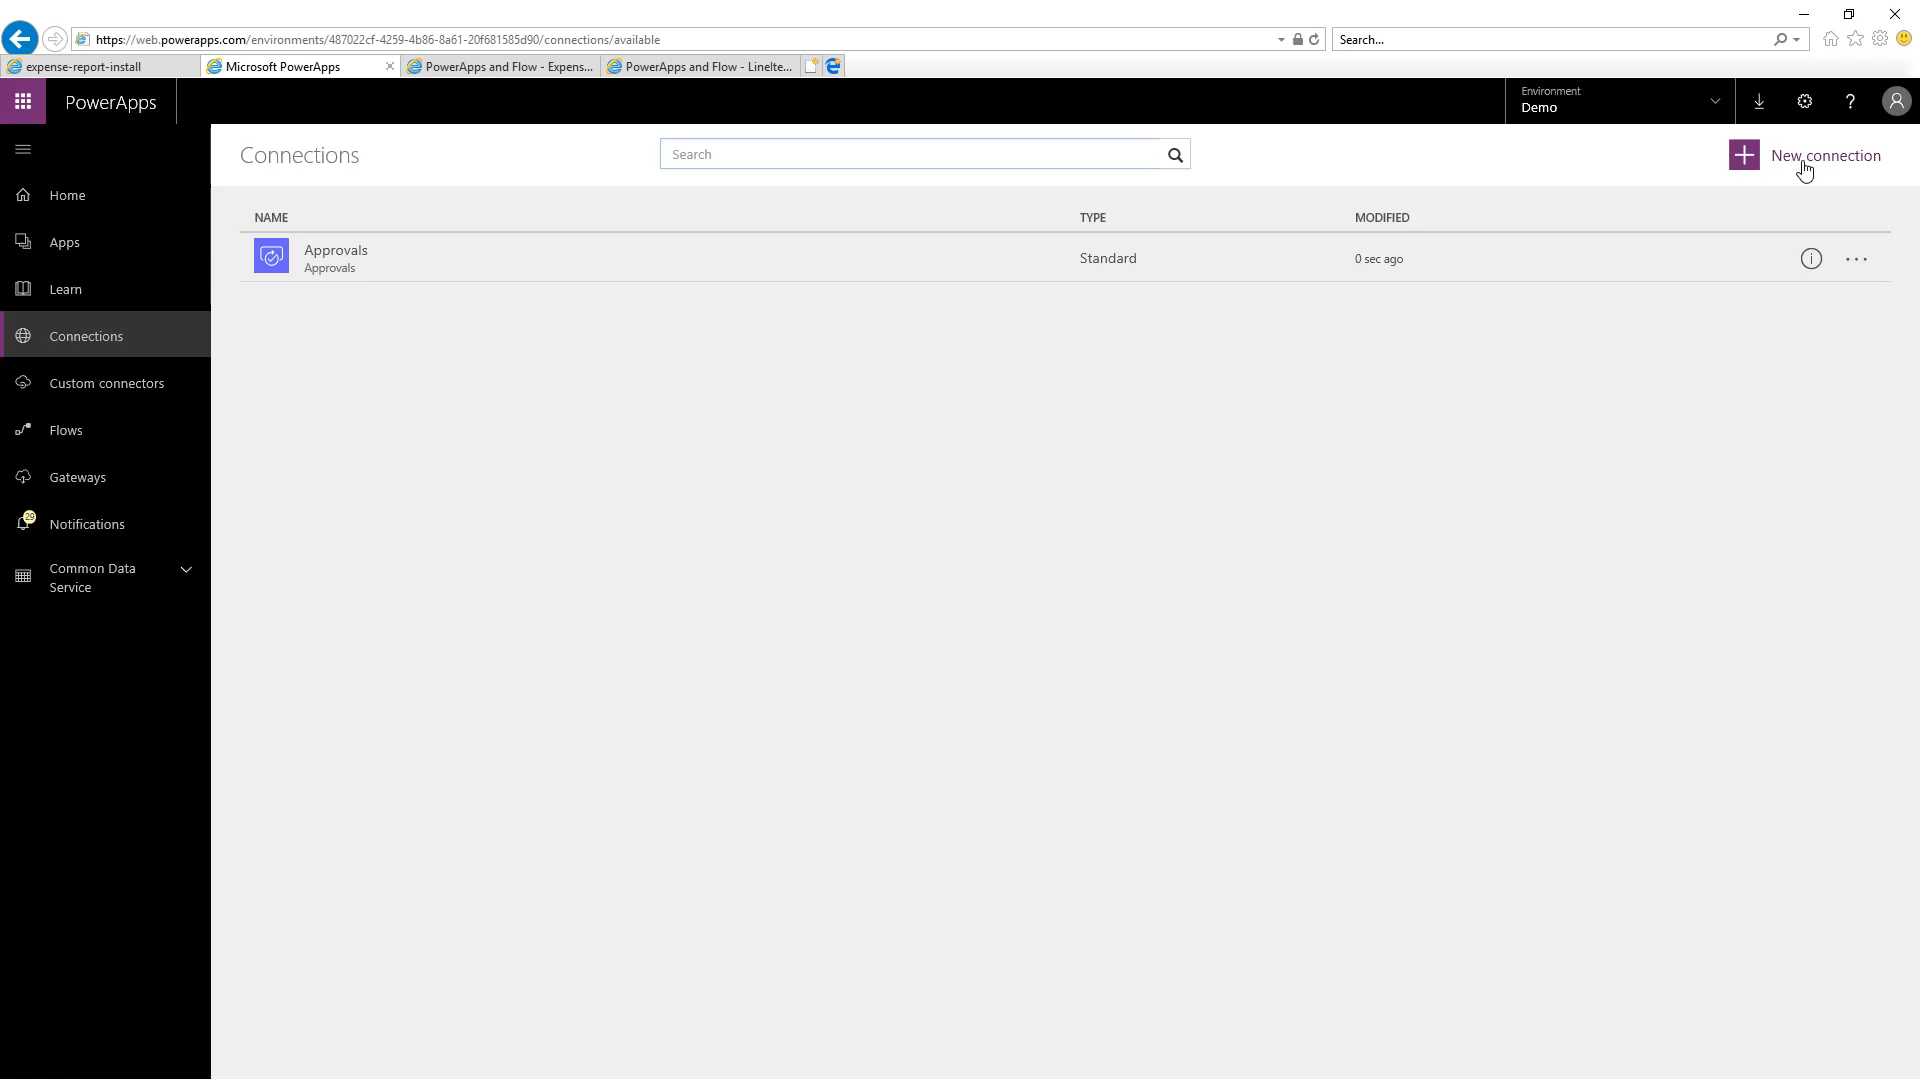 https://web.powerapps.com/environments/487022cf-4259-4b86-8a61-20f681585d90/connections/available
Search...
expense-report-install
Microsoft PowerApps
PowerApps and Flow - Expens...
PowerApps and Flow - LineIte...
PowerApps
Environment
Demo
?
Connections
Search
New connection
Home
Apps
Learn
Connections
Custom connectors
Flows
Gateways
29
Notifications
Common Data
Service
NAME
TYPE
MODIFIED
Approvals
Approvals
Standard
0 sec ago